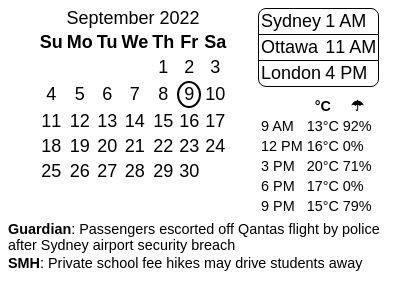 September 2022
Su Mo Tu We Th Fr Sa
1 2 3
4 5 6 7 8 9 10
11 12 13 14 15 16 17
18 19 20 21 22 23 24
25 26 27 28 29 30
Sydney 1 AM
Ottawa 11 AM
London 4 PM
°C ☂
9 AM 13°C 92%
12 PM 16°C 0%
3 PM 20°C 71%
6 PM 17°C 0%
9 PM 15°C 79%
Guardian: Passengers escorted off Qantas flight by police
after Sydney airport security breach
SMH: Private school fee hikes may drive students away